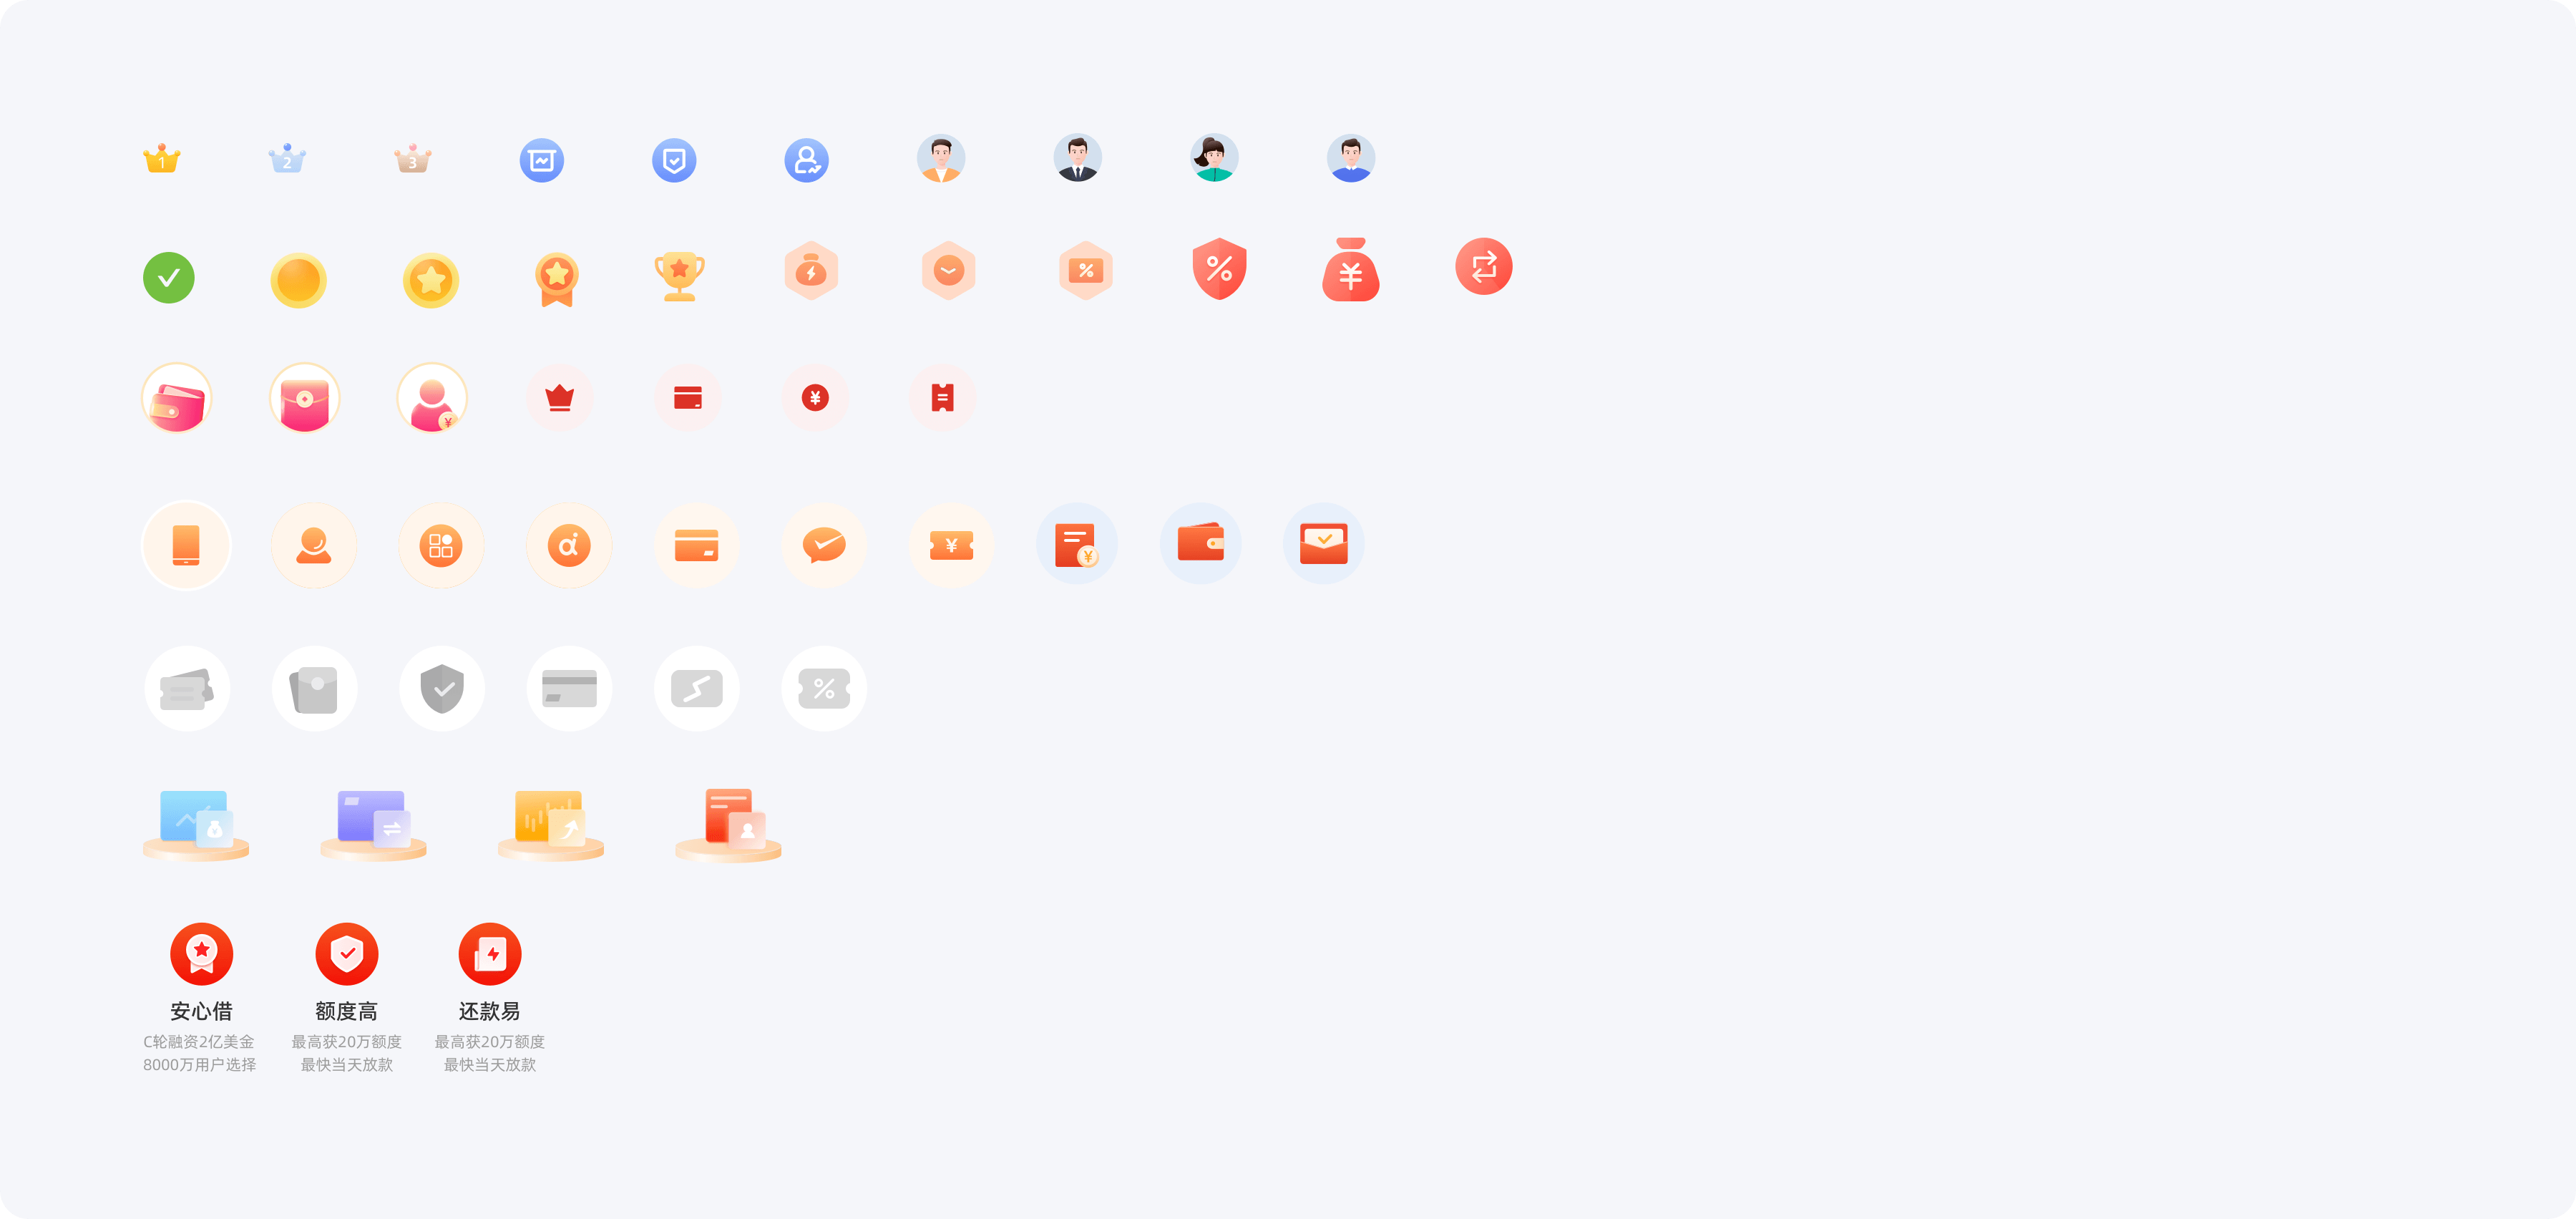 1
2
3
安心借
C轮融资2亿美金
8000万用户选择
额度高
最高获20万额度
最快当天放款
还款易
最高获20万额度
最快当天放款